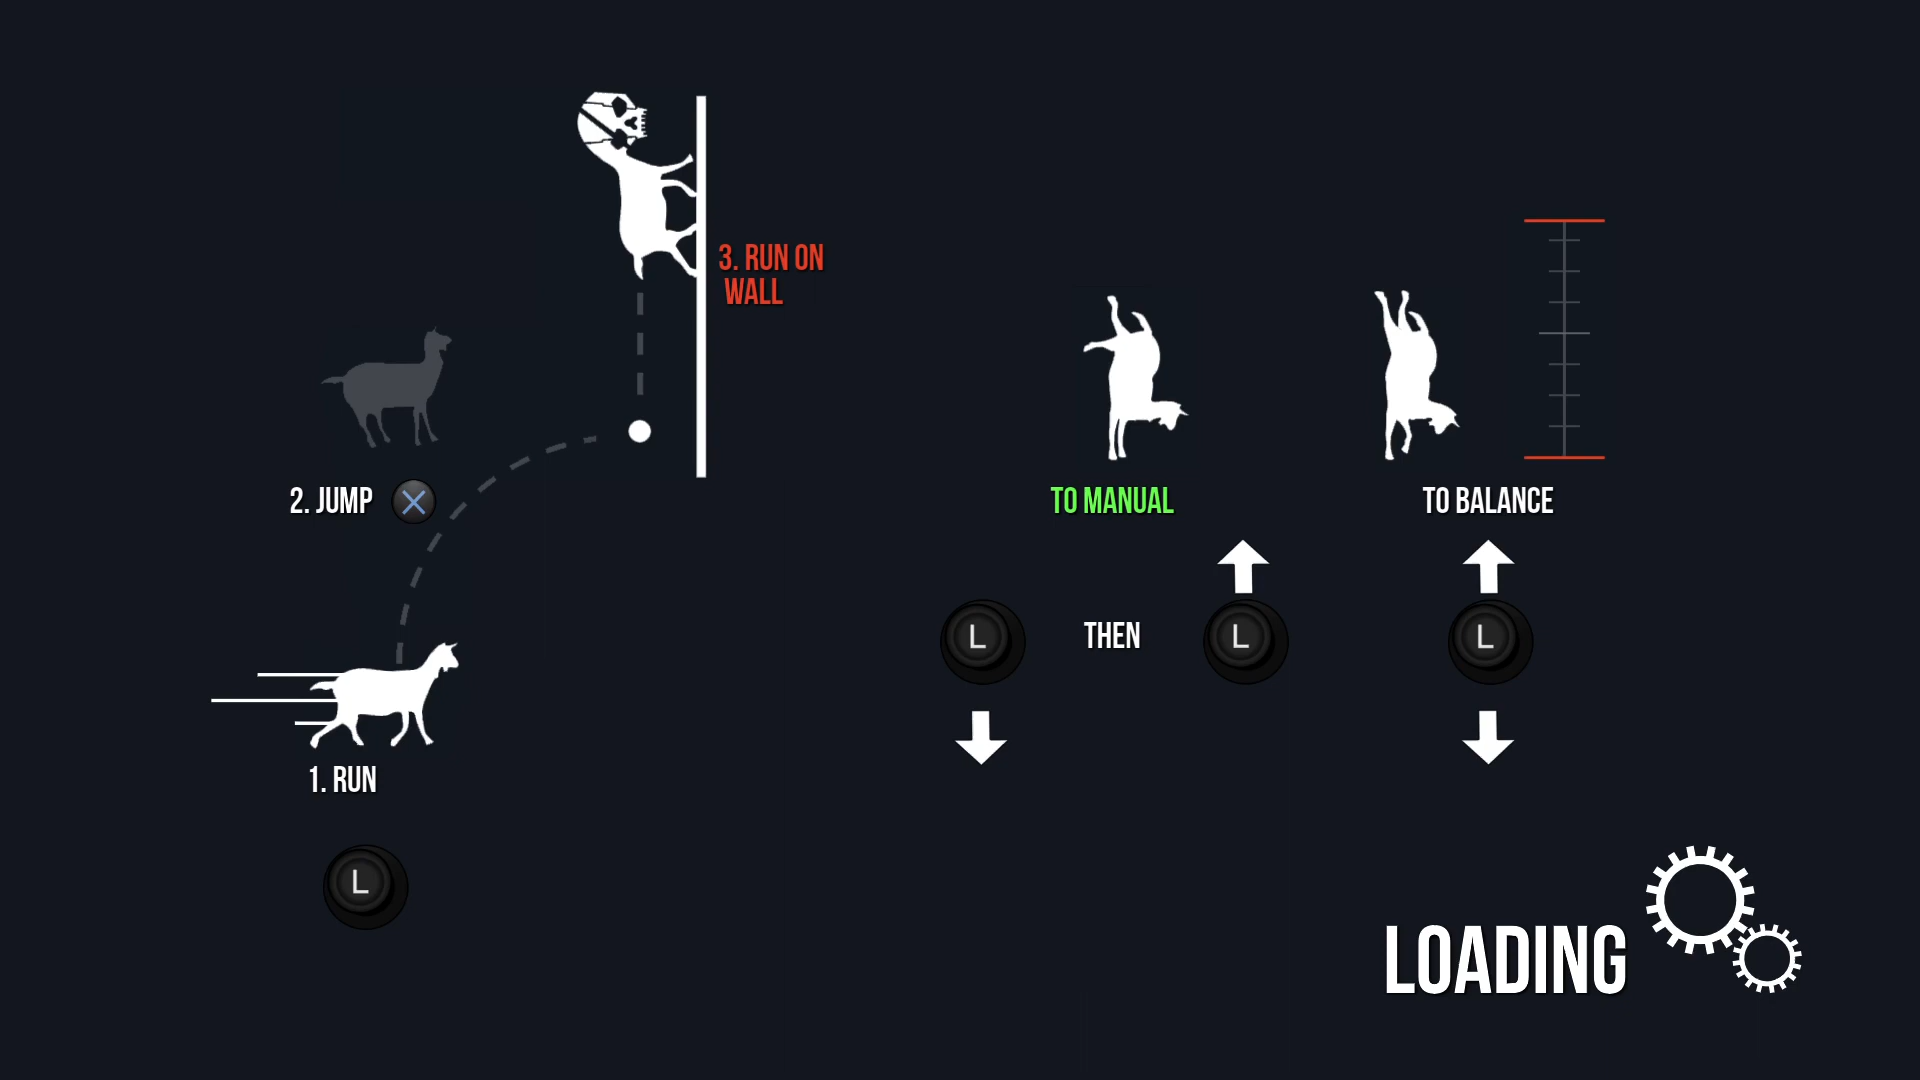 3. RUN ON
WALL
2. JUMP
1. RUN
L
TO MANUAL
TO BALANCE
L THEN L
L
LOADING